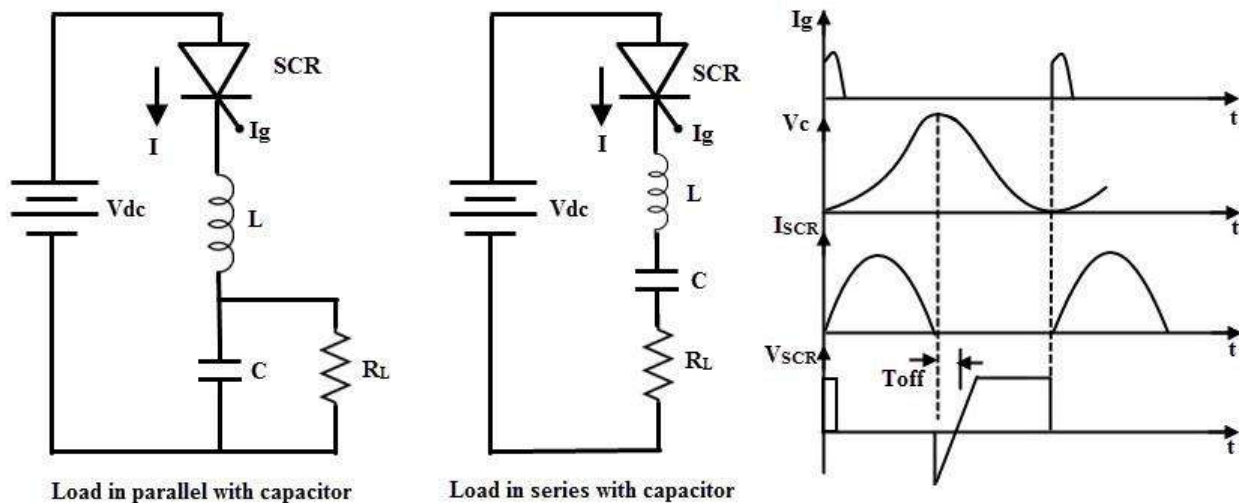 SCR
I
Ig
Vdc
L
C
RL
Load in parallel with capacitor
SCR
I
Ig
Vdc
L
C
RL
Load in series with capacitor
Ig
t
Vc
t
ISCR
t
VSCR
Toff
t